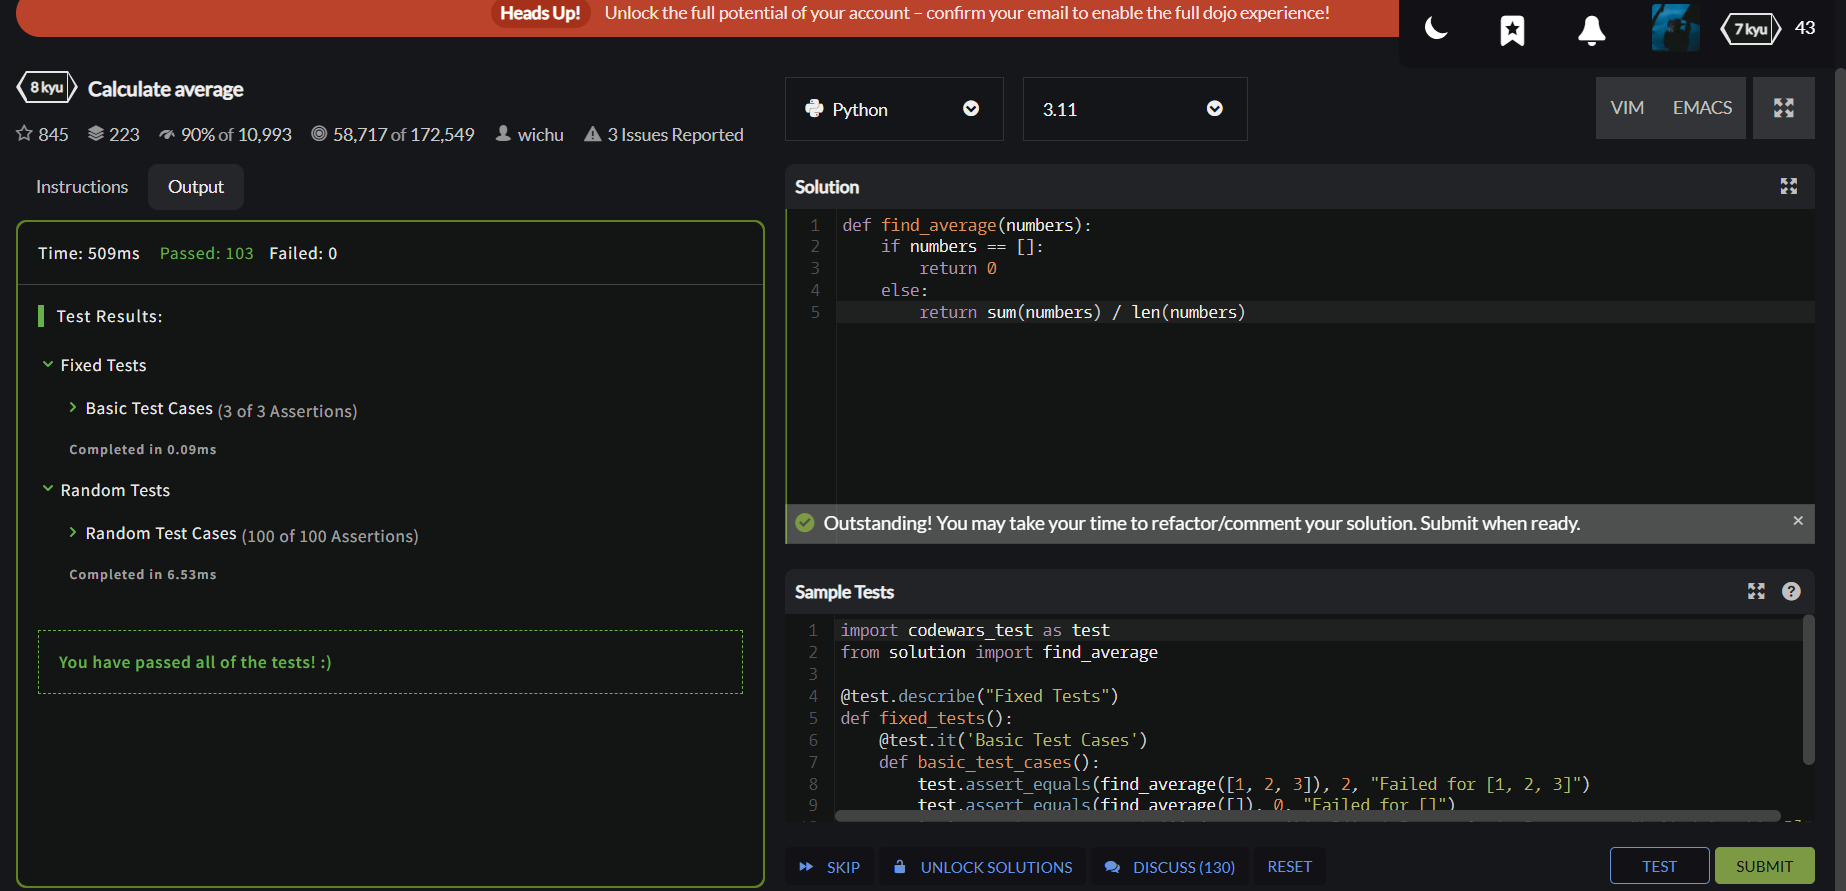 Heads Up! Unlock the full potential of your account – confirm your email to enable the full dojo experience!
7 kyu 43
8 kyu Calculate average
845 223 90% of 10,993 58,717 of 172,549 wichu 3 Issues Reported
Instructions Output
Time: 509ms Passed: 103 Failed: 0
Test Results:
Fixed Tests
Basic Test Cases (3 of 3 Assertions)
Completed in 0.09ms
Random Tests
Random Test Cases (100 of 100 Assertions)
Completed in 6.53ms
You have passed all of the tests! :)
Python 3.11 VIM EMACS
Solution
1 def find_average(numbers):
2     if numbers == []:
3         return 0
4     else:
5         return sum(numbers) / len(numbers)
Outstanding! You may take your time to refactor/comment your solution. Submit when ready. ×
Sample Tests ?
1 import codewars_test as test
2 from solution import find_average
3
4 @test.describe("Fixed Tests")
5 def fixed_tests():
6     @test.it('Basic Test Cases')
7     def basic_test_cases():
8         test.assert_equals(find_average([1, 2, 3]), 2, "Failed for [1, 2, 3]")
9         test.assert_equals(find_average([]), 0, "Failed for []")
SKIP UNLOCK SOLUTIONS DISCUSS (130) RESET TEST SUBMIT